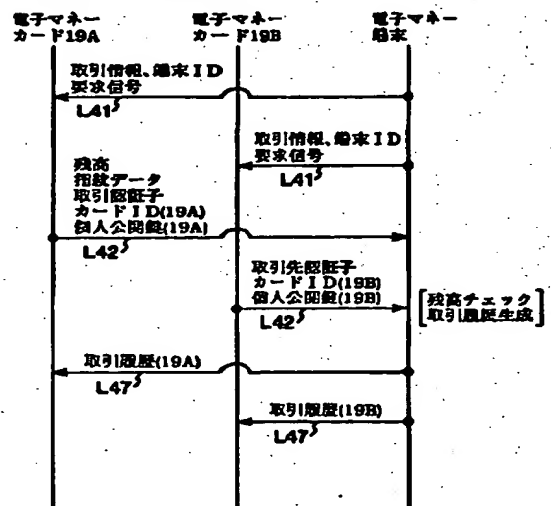 電子マネー
カード19A
電子マネー
カード19B
電子マネー
端末
取引情報、端末ID
要求信号
L41
取引情報、端末ID
要求信号
L41
残高
指紋データ
取引認証子
カードID(19A)
個人公開鍵(19A)
L42
取引先認証子
カードID(19B)
個人公開鍵(19B)
L42
残高チェック
取引履歴生成
取引履歴(19A)
L47
取引履歴(19B)
L47